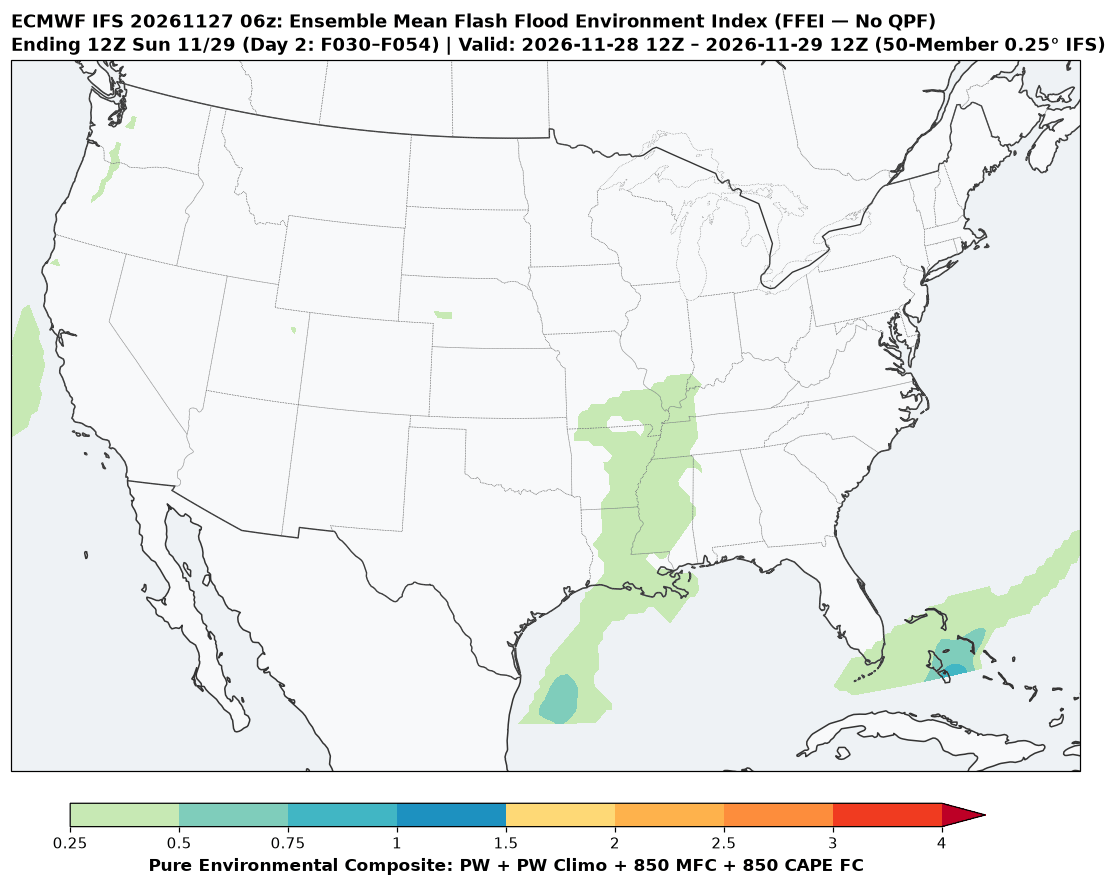 ECMWF IFS 20261127 06z: Ensemble Mean Flash Flood Environment Index (FFEI — No QPF)
Ending 12Z Sun 11/29 (Day 2: F030–F054) | Valid: 2026-11-28 12Z – 2026-11-29 12Z (50-Member 0.25° IFS)
0.25 0.5 0.75 1 1.5 2 2.5 3 4
Pure Environmental Composite: PW + PW Climo + 850 MFC + 850 CAPE FC